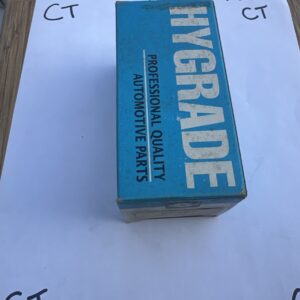 CT
CT
HYGRADE
PROFESSIONAL QUALITY
AUTOMOTIVE PARTS
CT